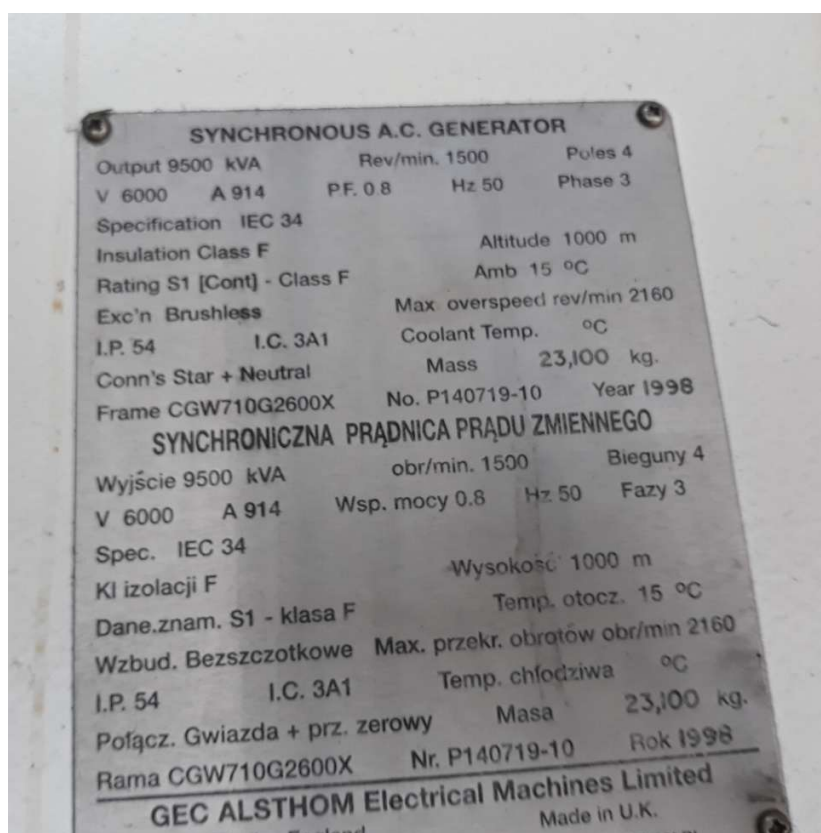 SYNCHRONOUS A.C. GENERATOR
Output 9500 kVA Rev/min. 1500 Poles 4
V 6000 A 914 P.F. 0.8 Hz 50 Phase 3
Specification IEC 34
Insulation Class F Altitude 1000 m
Rating S1 [Cont] - Class F Amb 15 ºC
Exc'n Brushless Max overspeed rev/min 2160
I.P. 54 I.C. 3A1 Coolant Temp. ºC
Conn's Star + Neutral Mass 23,100 kg.
Frame CGW710G2600X No. P140719-10 Year 1998
SYNCHRONICZNA PRĄDNICA PRĄDU ZMIENNEGO
Wyjście 9500 kVA obr/min. 1500 Bieguny 4
V 6000 A 914 Wsp. mocy 0.8 Hz 50 Fazy 3
Spec. IEC 34
Kl izolacji F Wysokość 1000 m
Dane.znam. S1 - klasa F Temp. otocz. 15 ºC
Wzbud. Bezszczotkowe Max. przekr. obrotów obr/min 2160
I.P. 54 I.C. 3A1 Temp. chłodziwa ºC
Połącz. Gwiazda + prz. zerowy Masa 23,100 kg.
Rama CGW710G2600X Nr. P140719-10 Rok 1998
GEC ALSTHOM Electrical Machines Limited
England Made in U.K.